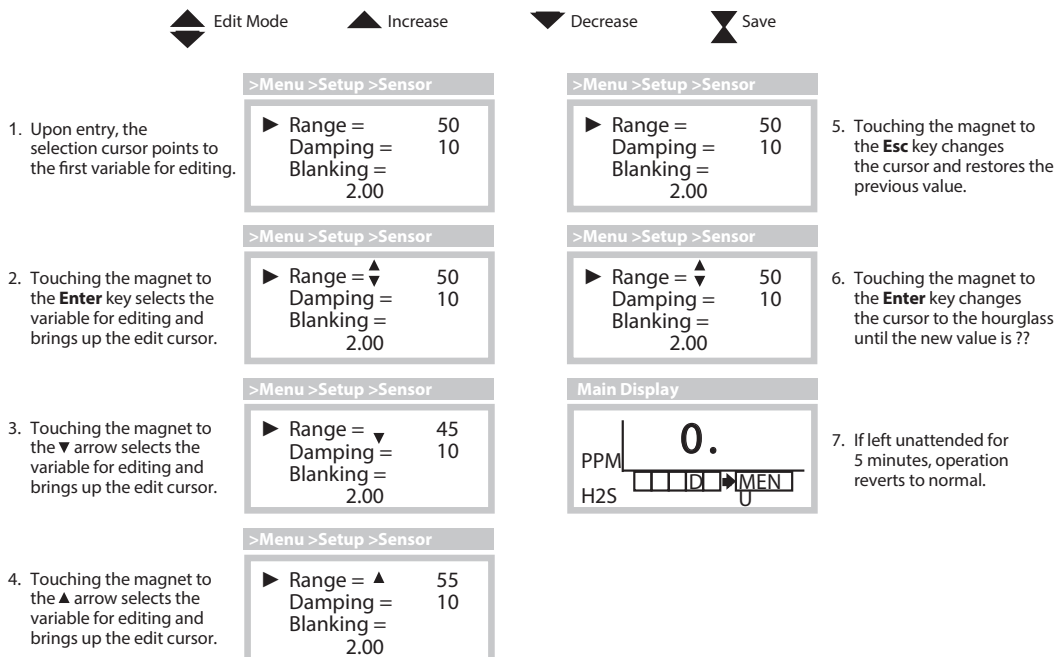 Edit Mode
Increase
Decrease
Save
>Menu >Setup >Sensor
1. Upon entry, the
selection cursor points to
the first variable for editing.
► Range = 50
Damping = 10
Blanking =
2.00
>Menu >Setup >Sensor
2. Touching the magnet to
the Enter key selects the
variable for editing and
brings up the edit cursor.
► Range = 50
Damping = 10
Blanking =
2.00
>Menu >Setup >Sensor
3. Touching the magnet to
the ▼ arrow selects the
variable for editing and
brings up the edit cursor.
► Range = ▼ 45
Damping = 10
Blanking =
2.00
>Menu >Setup >Sensor
4. Touching the magnet to
the ▲ arrow selects the
variable for editing and
brings up the edit cursor.
► Range = ▲ 55
Damping = 10
Blanking =
2.00
>Menu >Setup >Sensor
► Range = 50
Damping = 10
Blanking =
2.00
5. Touching the magnet to
the Esc key changes
the cursor and restores the
previous value.
>Menu >Setup >Sensor
► Range = 50
Damping = 10
Blanking =
2.00
6. Touching the magnet to
the Enter key changes
the cursor to the hourglass
until the new value is ??
Main Display
0.
PPM
D MEN
U
H2S
7. If left unattended for
5 minutes, operation
reverts to normal.